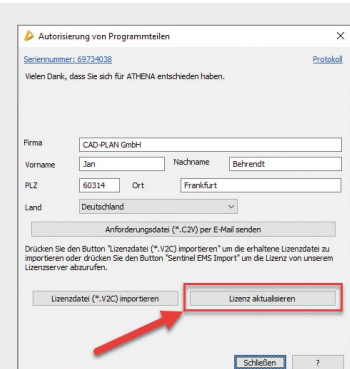 Autorisierung von Programmteilen
Seriennummer: 69734038 Protokoll
Vielen Dank, dass Sie sich für ATHENA entschieden haben.
Firma CAD-PLAN GmbH
Vorname Jan Nachname Behrendt
PLZ 60314 Ort Frankfurt
Land Deutschland
Anforderungsdatei (*.C2V) per E-Mail senden
Drücken Sie den Button "Lizenzdatei (*.V2C) importieren" um die erhaltene Lizenzdatei zu
importieren oder drücken Sie den Button "Sentinel EMS Import" um die Lizenz von unserem
Lizenzserver abzurufen.
Lizenzdatei (*.V2C) importieren Lizenz aktualisieren
Schließen ?